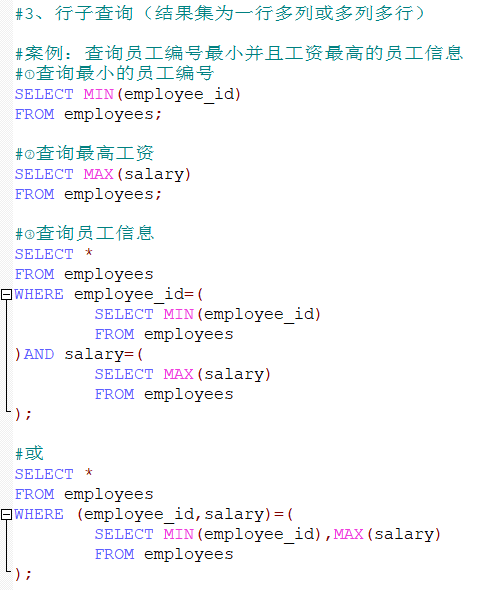 #3、行子查询（结果集为一行多列或多列多行）
#案例：查询员工编号最小并且工资最高的员工信息
#①查询最小的员工编号
SELECT MIN(employee_id)
FROM employees;
#②查询最高工资
SELECT MAX(salary)
FROM employees;
#③查询员工信息
SELECT *
FROM employees
WHERE employee_id=(
SELECT MIN(employee_id)
FROM employees
)AND salary=(
SELECT MAX(salary)
FROM employees
);
#或
SELECT *
FROM employees
WHERE (employee_id,salary)=(
SELECT MIN(employee_id),MAX(salary)
FROM employees
);